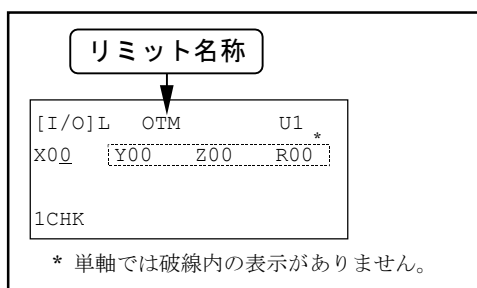 リミット名称
[I/O]L OTM U1
*
X00 Y00 Z00 R00
1CHK
* 単軸では破線内の表示がありません。